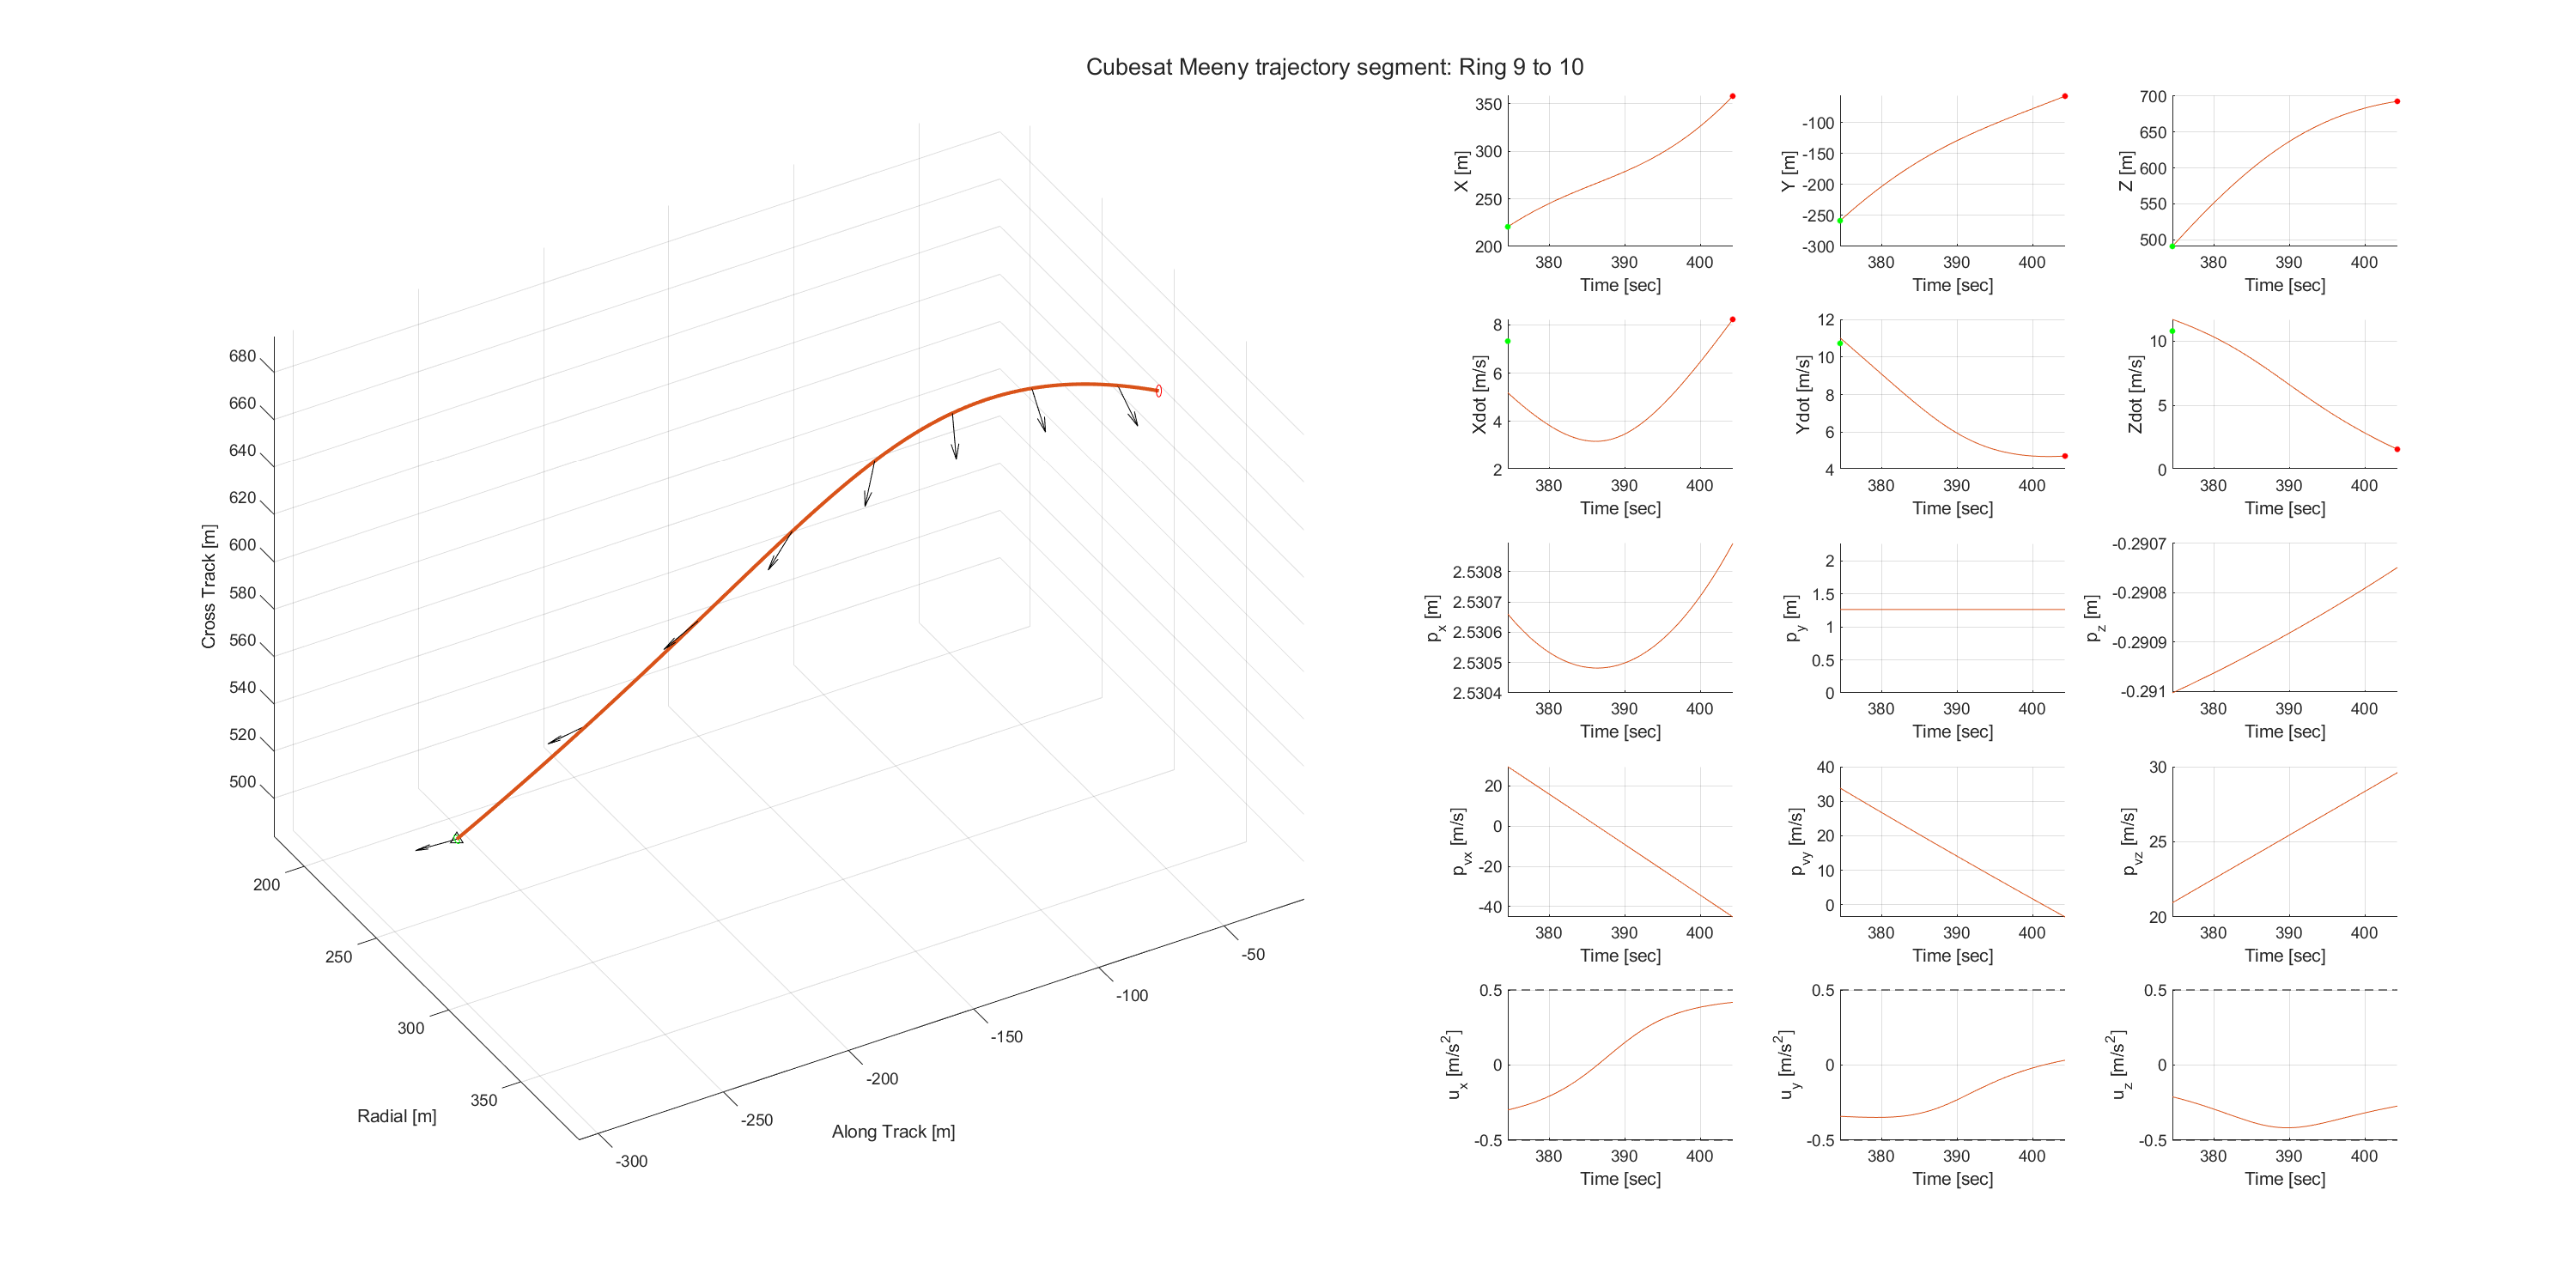 Cubesat Meeny trajectory segment: Ring 9 to 10
680
660
640
620
600
580
560
540
520
500
Cross Track [m]
200
250
300
350
Radial [m]
-300
-250
-200
-150
-100
-50
Along Track [m]
350
300
250
200
X [m]
380 390 400
Time [sec]
-100
-150
-200
-250
-300
Y [m]
380 390 400
Time [sec]
700
650
600
550
500
Z [m]
380 390 400
Time [sec]
8
6
4
2
Xdot [m/s]
380 390 400
Time [sec]
12
10
8
6
4
Ydot [m/s]
380 390 400
Time [sec]
10
5
0
Zdot [m/s]
380 390 400
Time [sec]
2.5308
2.5307
2.5306
2.5305
2.5304
p_x [m]
380 390 400
Time [sec]
2
1.5
1
0.5
0
p_y [m]
380 390 400
Time [sec]
-0.2907
-0.2908
-0.2909
-0.291
p_z [m]
380 390 400
Time [sec]
20
0
-20
-40
p_vx [m/s]
380 390 400
Time [sec]
40
30
20
10
0
p_vy [m/s]
380 390 400
Time [sec]
30
25
20
p_vz [m/s]
380 390 400
Time [sec]
0.5
0
-0.5
u_x [m/s²]
380 390 400
Time [sec]
0.5
0
-0.5
u_y [m/s²]
380 390 400
Time [sec]
0.5
0
-0.5
u_z [m/s²]
380 390 400
Time [sec]